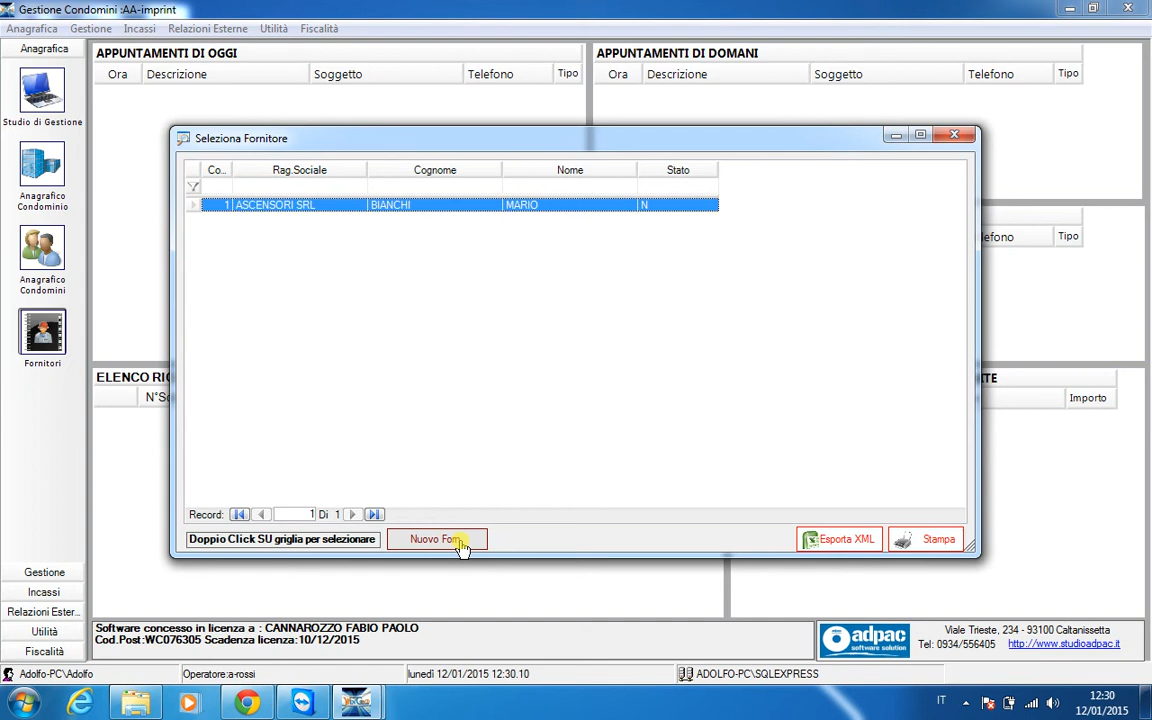 Gestione Condomini :AA-imprint
Anagrafica Gestione Incassi Relazioni Esterne Utilità Fiscalità
Anagrafica
Studio di Gestione
Anagrafico Condominio
Anagrafico Condomini
Fornitori
Gestione
Incassi
Relazioni Ester...
Utilità
Fiscalità
APPUNTAMENTI DI OGGI
Ora Descrizione Soggetto Telefono Tipo
APPUNTAMENTI DI DOMANI
Ora Descrizione Soggetto Telefono Tipo
lefono Tipo
ELENCO RIC
N°So
TE
Importo
Seleziona Fornitore
Co... Rag.Sociale Cognome Nome Stato
1 ASCENSORI SRL BIANCHI MARIO N
Record: 1 Di 1
Doppio Click SU griglia per selezionare
Nuovo Forn
Esporta XML
Stampa
Software concesso in licenza a : CANNAROZZO FABIO PAOLO
Cod.Post:WC076305 Scadenza licenza:10/12/2015
adpac
software solution
Viale Trieste, 234 - 93100 Caltanissetta
Tel: 0934/556405 http://www.studioadpac.it
Adolfo-PC\Adolfo Operatore:a-rossi lunedì 12/01/2015 12:30.10 ADOLFO-PC\SQLEXPRESS
IT
12:30
12/01/2015